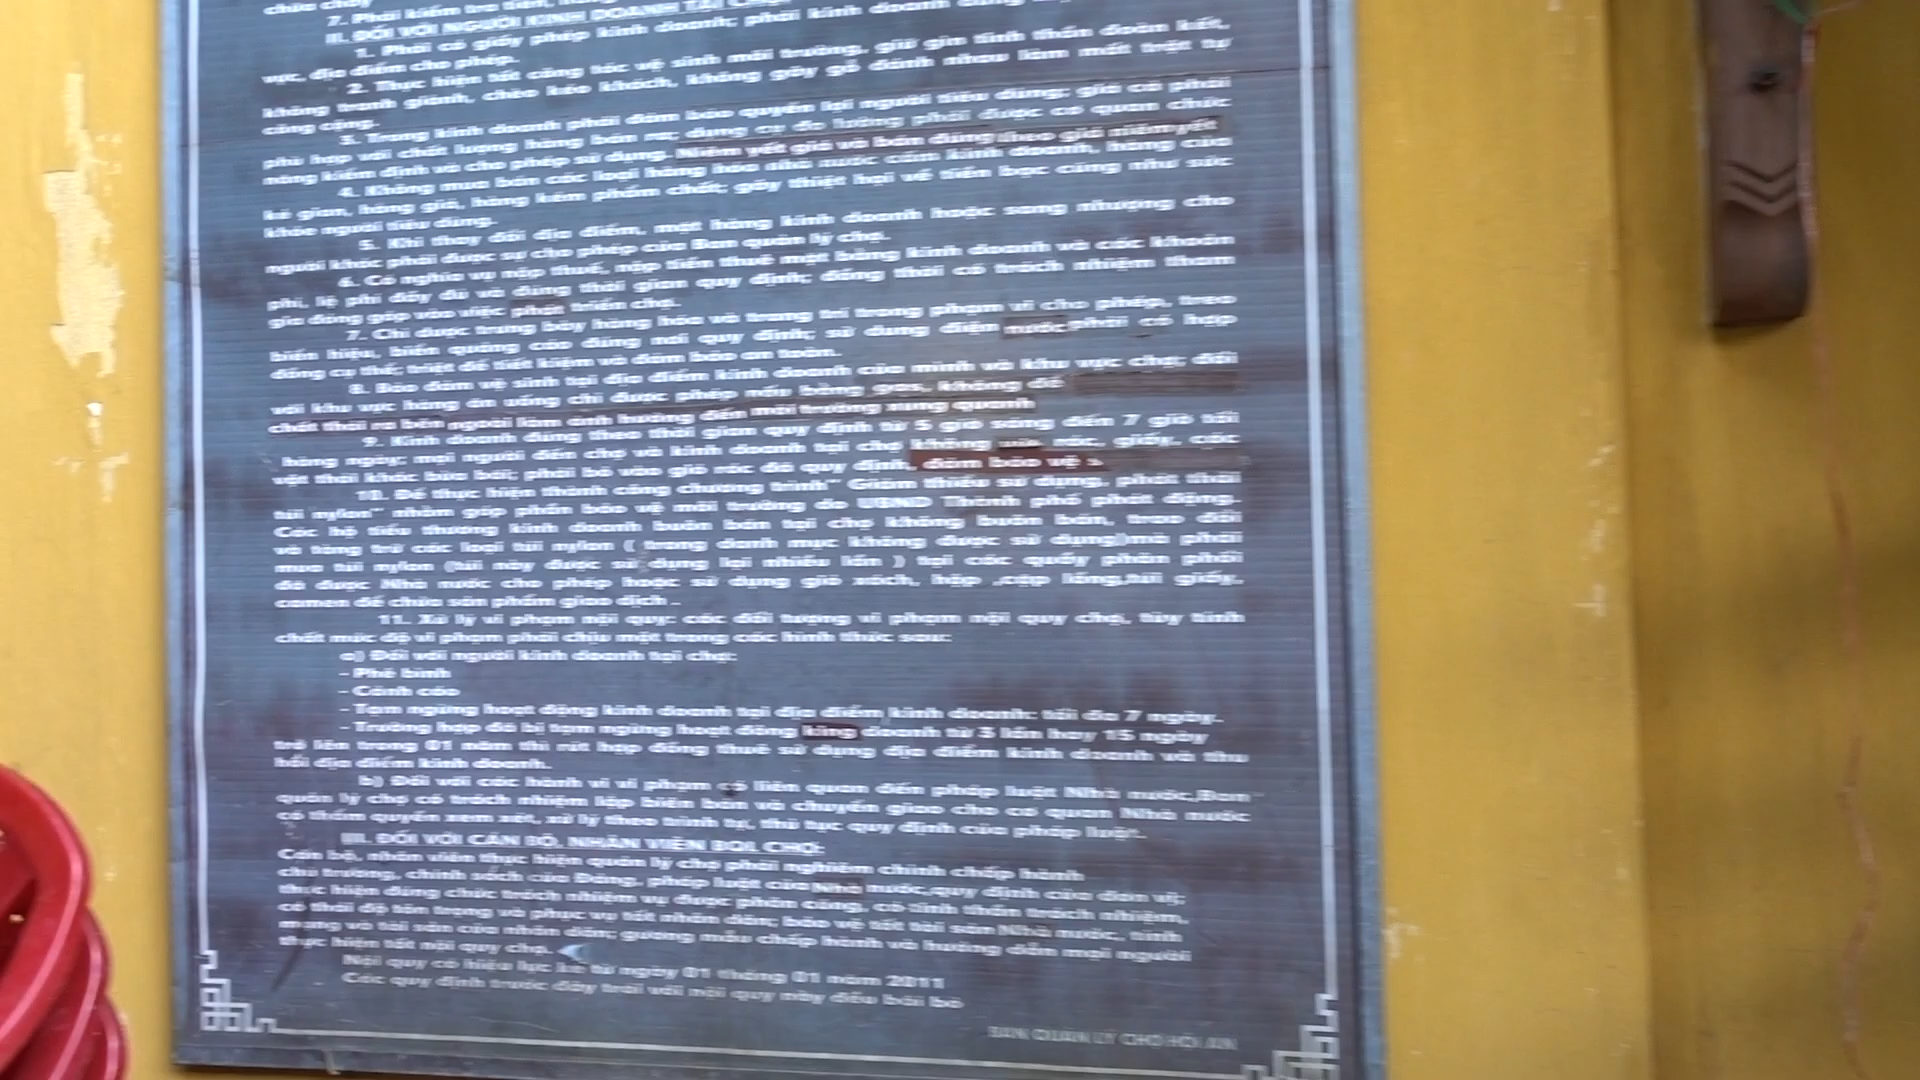 7. Phải kiểm tra tiền, hàng
II. ĐỐI VỚI NGƯỜI KINH DOANH TẠI CHỢ:
1. Phải có giấy phép kinh doanh; phải kinh doanh đúng
vực, địa điểm cho phép.
2. Thực hiện tốt công tác vệ sinh môi trường, giữ gìn tinh thần đoàn kết,
không tranh giành, chèo kéo khách, không gây gổ đánh nhau làm mất trật tự
công cộng.
3. Trong kinh doanh phải đảm bảo quyền lợi người tiêu dùng; giá cả phải
phù hợp với chất lượng hàng bán ra; dụng cụ đo lường phải được cơ quan chức
năng kiểm định và cho phép sử dụng. Niêm yết giá và bán đúng theo giá niêm yết
4. Không mua bán các loại hàng hóa nhà nước cấm kinh doanh, hàng của
kẻ gian, hàng giả, hàng kém phẩm chất; gây thiệt hại về tiền bạc cũng như sức
khỏe người tiêu dùng.
5. Khi thay đổi địa điểm, mặt hàng kinh doanh hoặc sang nhượng cho
người khác phải được sự cho phép của Ban quản lý chợ.
6. Có nghĩa vụ nộp thuế, nộp tiền thuê mặt bằng kinh doanh và các khoản
phí, lệ phí đầy đủ và đúng thời gian quy định; đồng thời có trách nhiệm tham
gia đóng góp vào việc phát triển chợ.
7. Chỉ được trưng bày hàng hóa và trang trí trong phạm vi cho phép, treo
biển hiệu, biển quảng cáo đúng nơi quy định; sử dụng điện nước phải có hợp
đồng cụ thể; triệt để tiết kiệm và đảm bảo an toàn.
8. Bảo đảm vệ sinh tại địa điểm kinh doanh của mình và khu vực chợ; đối
với khu vực hàng ăn uống chỉ được phép nấu bằng gas, không để
chất thải ra bên ngoài làm ảnh hưởng đến môi trường xung quanh
9. Kinh doanh đúng theo thời gian quy định từ 5 giờ sáng đến 7 giờ tối
hàng ngày; mọi người đến chợ và kinh doanh tại chợ không rác, giấy, các
vật thải khác bừa bãi; phải bỏ vào giỏ rác đã quy định, đảm bảo vệ
10. Để thực hiện thành công chương trình" Giảm thiểu sử dụng, phát thải
túi nylon" nhằm góp phần bảo vệ môi trường do UBND Thành phố phát động.
Các hộ tiểu thương kinh doanh buôn bán tại chợ không buôn bán, trao đổi
và tàng trữ các loại túi nylon ( trong danh mục không được sử dụng)mà phải
mua túi nylon (túi này được sử dụng lại nhiều lần ) tại các quầy phân phối
đã được Nhà nước cho phép hoặc sử dụng giỏ xách, hộp ,cặp lồng,túi giấy,
camen để chứa sản phẩm giao dịch .
11. Xử lý vi phạm nội quy: các đối tượng vi phạm nội quy chợ, tùy tính
chất mức độ vi phạm phải chịu một trong các hình thức sau:
a) Đối với người kinh doanh tại chợ:
- Phê bình
- Cảnh cáo
- Tạm ngừng hoạt động kinh doanh tại địa điểm kinh doanh: tối đa 7 ngày.
- Trường hợp đã bị tạm ngừng hoạt động king doanh từ 3 lần hay 15 ngày
trở lên trong 01 năm thì rút hợp đồng thuê sử dụng địa điểm kinh doanh và thu
hồi địa điểm kinh doanh.
b) Đối với các hành vi vi phạm có liên quan đến pháp luật Nhà nước,Ban
quản lý chợ có trách nhiệm lập biên bản và chuyển giao cho cơ quan Nhà nước
có thẩm quyền xem xét, xử lý theo trình tự, thủ tục quy định của pháp luật.
III. ĐỐI VỚI CÁN BỘ, NHÂN VIÊN BQL CHỢ:
Cán bộ, nhân viên thực hiện quản lý chợ phải nghiêm chỉnh chấp hành
chủ trương, chính sách của Đảng, pháp luật của Nhà nước,quy định của đơn vị;
thực hiện đúng chức trách nhiệm vụ được phân công, có tinh thần trách nhiệm,
có thái độ tôn trọng và phục vụ tốt nhân dân; bảo vệ tốt tài sản Nhà nước, tính
mạng và tài sản của nhân dân; gương mẫu chấp hành và hướng dẫn mọi người
thực hiện tốt nội quy chợ.
Nội quy có hiệu lực kể từ ngày 01 tháng 01 năm 2011
Các quy định trước đây trái với nội quy này đều bãi bỏ
BAN QUẢN LÝ CHỢ HỘI AN